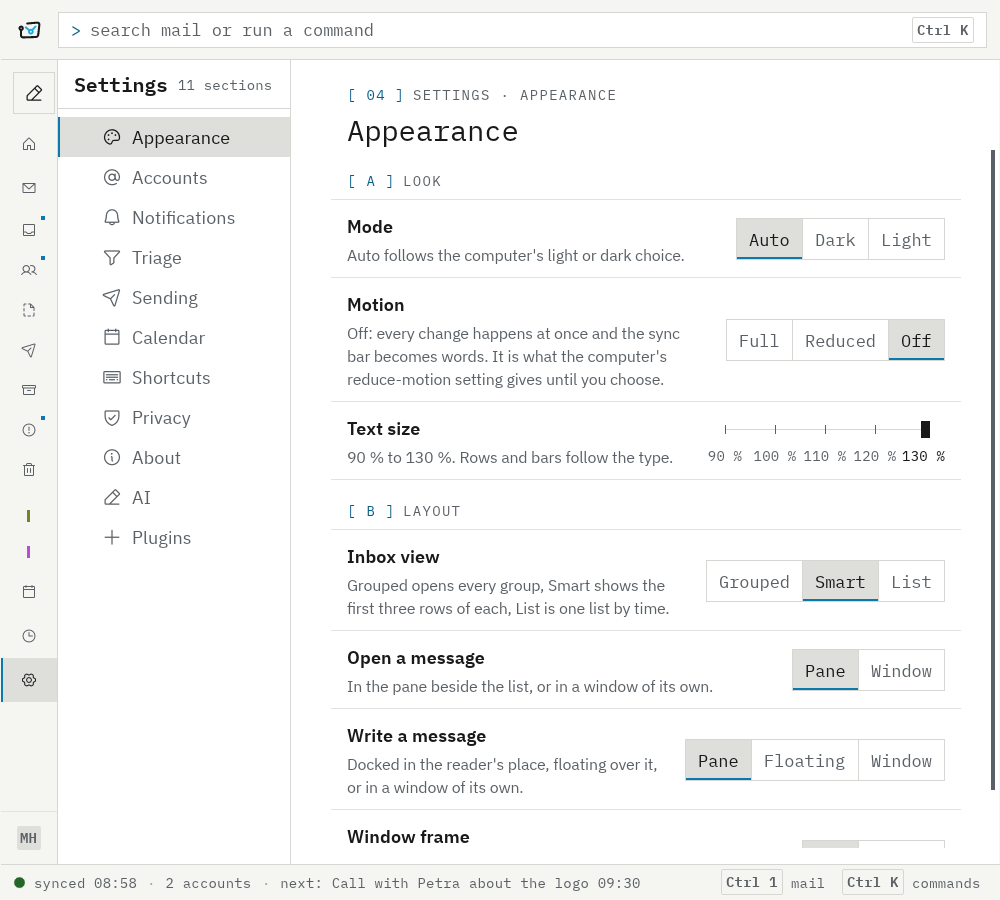 > search mail or run a command Ctrl K
Settings 11 sections
Appearance
Accounts
Notifications
Triage
Sending
Calendar
Shortcuts
Privacy
About
AI
Plugins
MH
[ 04 ] SETTINGS · APPEARANCE
Appearance
[ A ] LOOK
Mode
Auto follows the computer's light or dark choice.
Auto Dark Light
Motion
Off: every change happens at once and the sync
bar becomes words. It is what the computer's
reduce-motion setting gives until you choose.
Full Reduced Off
Text size
90 % to 130 %. Rows and bars follow the type.
90 % 100 % 110 % 120 % 130 %
[ B ] LAYOUT
Inbox view
Grouped opens every group, Smart shows the
first three rows of each, List is one list by time.
Grouped Smart List
Open a message
In the pane beside the list, or in a window of its own.
Pane Window
Write a message
Docked in the reader's place, floating over it,
or in a window of its own.
Pane Floating Window
Window frame
synced 08:58 · 2 accounts · next: Call with Petra about the logo 09:30
Ctrl 1 mail Ctrl K commands